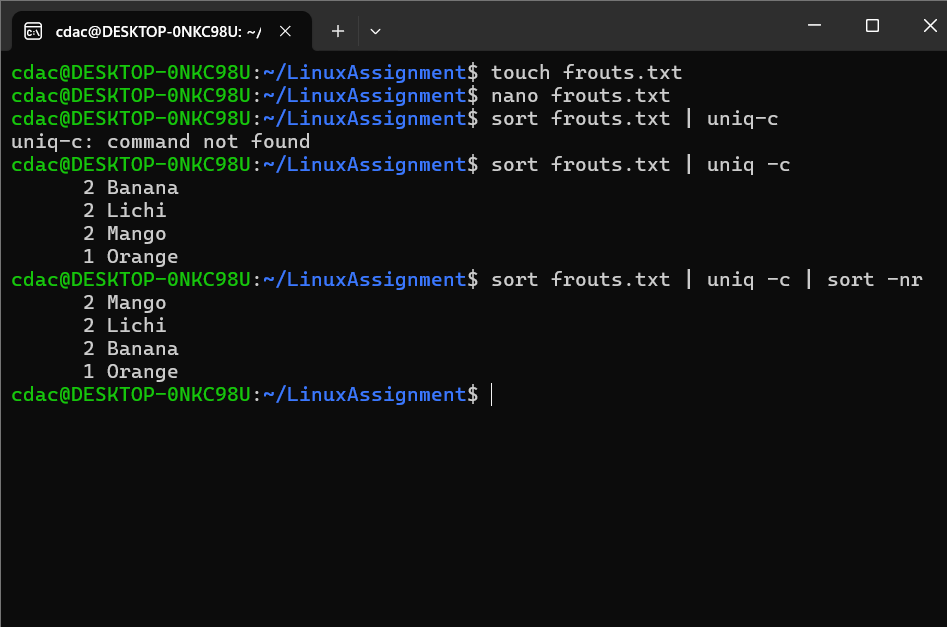 cdac@DESKTOP-0NKC98U: ~/
cdac@DESKTOP-0NKC98U:~/LinuxAssignment$ touch frouts.txt
cdac@DESKTOP-0NKC98U:~/LinuxAssignment$ nano frouts.txt
cdac@DESKTOP-0NKC98U:~/LinuxAssignment$ sort frouts.txt | uniq-c
uniq-c: command not found
cdac@DESKTOP-0NKC98U:~/LinuxAssignment$ sort frouts.txt | uniq -c
      2 Banana
      2 Lichi
      2 Mango
      1 Orange
cdac@DESKTOP-0NKC98U:~/LinuxAssignment$ sort frouts.txt | uniq -c | sort -nr
      2 Mango
      2 Lichi
      2 Banana
      1 Orange
cdac@DESKTOP-0NKC98U:~/LinuxAssignment$